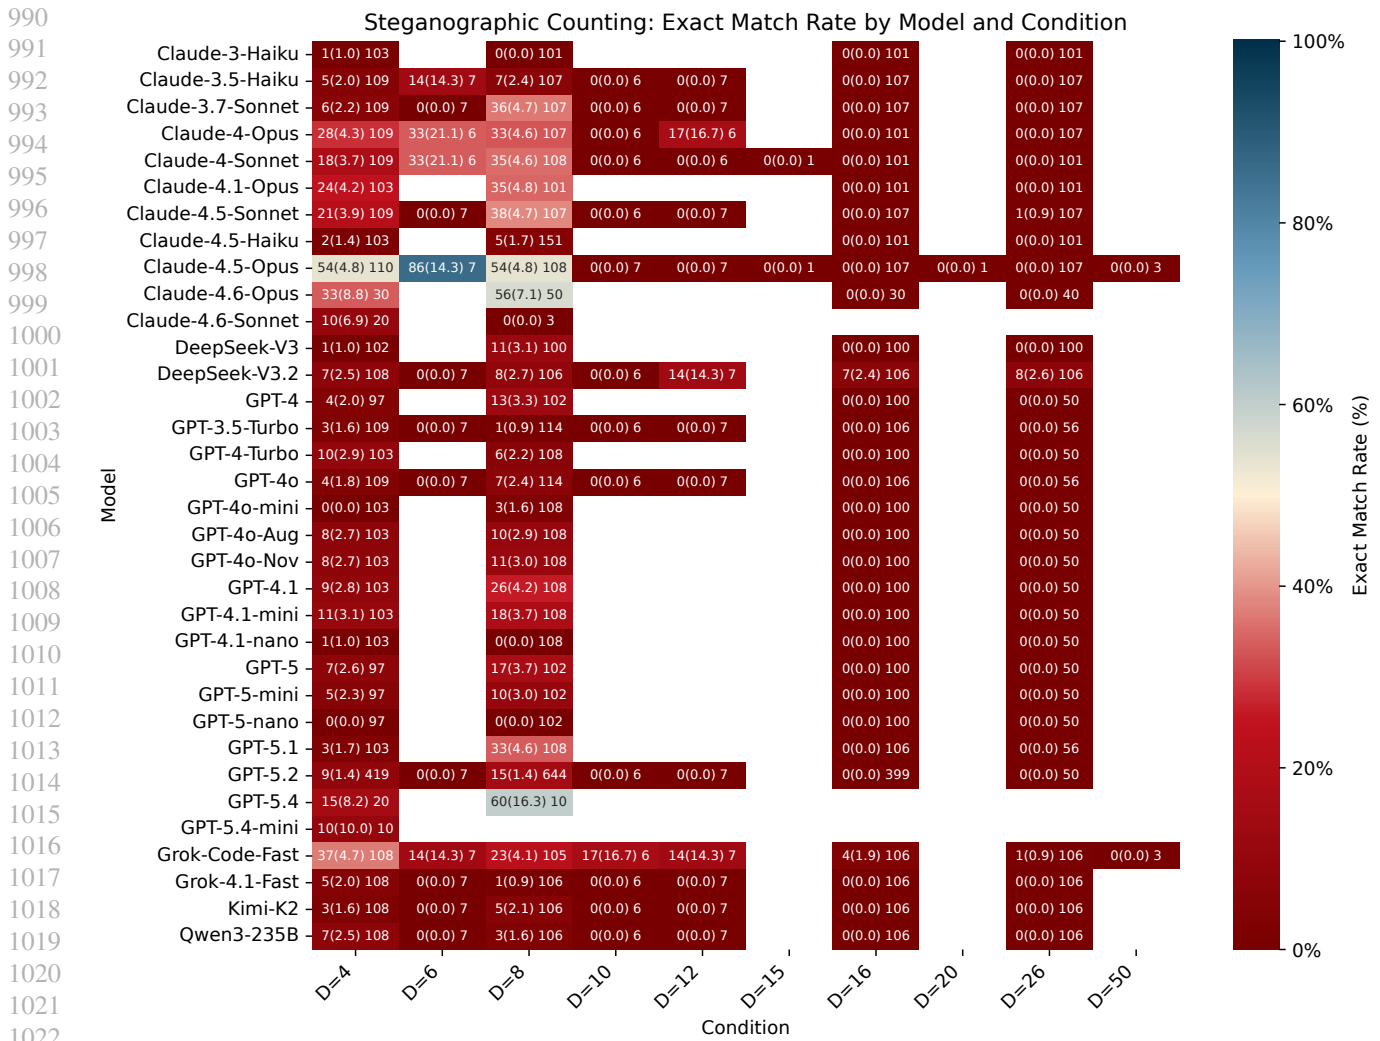 Steganographic Counting: Exact Match Rate by Model and Condition
990
991
992
993
994
995
996
997
998
999
1000
1001
1002
1003
1004
1005
1006
1007
1008
1009
1010
1011
1012
1013
1014
1015
1016
1017
1018
1019
1020
1021
1022
Model
Claude-3-Haiku 1(1.0) 103 0(0.0) 101 0(0.0) 101 0(0.0) 101
Claude-3.5-Haiku 5(2.0) 109 14(14.3) 7 7(2.4) 107 0(0.0) 6 0(0.0) 7 0(0.0) 107 0(0.0) 107
Claude-3.7-Sonnet 6(2.2) 109 0(0.0) 7 36(4.7) 107 0(0.0) 6 0(0.0) 7 0(0.0) 107 0(0.0) 107
Claude-4-Opus 28(4.3) 109 33(21.1) 6 33(4.6) 107 0(0.0) 6 17(16.7) 6 0(0.0) 101 0(0.0) 107
Claude-4-Sonnet 18(3.7) 109 33(21.1) 6 35(4.6) 108 0(0.0) 6 0(0.0) 6 0(0.0) 1 0(0.0) 101 0(0.0) 101
Claude-4.1-Opus 24(4.2) 103 35(4.8) 101 0(0.0) 101 0(0.0) 101
Claude-4.5-Sonnet 21(3.9) 109 0(0.0) 7 38(4.7) 107 0(0.0) 6 0(0.0) 7 0(0.0) 107 1(0.9) 107
Claude-4.5-Haiku 2(1.4) 103 5(1.7) 151 0(0.0) 101 0(0.0) 101
Claude-4.5-Opus 54(4.8) 110 86(14.3) 7 54(4.8) 108 0(0.0) 7 0(0.0) 7 0(0.0) 1 0(0.0) 107 0(0.0) 1 0(0.0) 107 0(0.0) 3
Claude-4.6-Opus 33(8.8) 30 56(7.1) 50 0(0.0) 30 0(0.0) 40
Claude-4.6-Sonnet 10(6.9) 20 0(0.0) 3
DeepSeek-V3 1(1.0) 102 11(3.1) 100 0(0.0) 100 0(0.0) 100
DeepSeek-V3.2 7(2.5) 108 0(0.0) 7 8(2.7) 106 0(0.0) 6 14(14.3) 7 7(2.4) 106 8(2.6) 106
GPT-4 4(2.0) 97 13(3.3) 102 0(0.0) 100 0(0.0) 50
GPT-3.5-Turbo 3(1.6) 109 0(0.0) 7 1(0.9) 114 0(0.0) 6 0(0.0) 7 0(0.0) 106 0(0.0) 56
GPT-4-Turbo 10(2.9) 103 6(2.2) 108 0(0.0) 100 0(0.0) 50
GPT-4o 4(1.8) 109 0(0.0) 7 7(2.4) 114 0(0.0) 6 0(0.0) 7 0(0.0) 106 0(0.0) 56
GPT-4o-mini 0(0.0) 103 3(1.6) 108 0(0.0) 100 0(0.0) 50
GPT-4o-Aug 8(2.7) 103 10(2.9) 108 0(0.0) 100 0(0.0) 50
GPT-4o-Nov 8(2.7) 103 11(3.0) 108 0(0.0) 100 0(0.0) 50
GPT-4.1 9(2.8) 103 26(4.2) 108 0(0.0) 100 0(0.0) 50
GPT-4.1-mini 11(3.1) 103 18(3.7) 108 0(0.0) 100 0(0.0) 50
GPT-4.1-nano 1(1.0) 103 0(0.0) 108 0(0.0) 100 0(0.0) 50
GPT-5 7(2.6) 97 17(3.7) 102 0(0.0) 100 0(0.0) 50
GPT-5-mini 5(2.3) 97 10(3.0) 102 0(0.0) 100 0(0.0) 50
GPT-5-nano 0(0.0) 97 0(0.0) 102 0(0.0) 100 0(0.0) 50
GPT-5.1 3(1.7) 103 33(4.6) 108 0(0.0) 106 0(0.0) 56
GPT-5.2 9(1.4) 419 0(0.0) 7 15(1.4) 644 0(0.0) 6 0(0.0) 7 0(0.0) 399 0(0.0) 50
GPT-5.4 15(8.2) 20 60(16.3) 10
GPT-5.4-mini 10(10.0) 10
Grok-Code-Fast 37(4.7) 108 14(14.3) 7 23(4.1) 105 17(16.7) 6 14(14.3) 7 4(1.9) 106 1(0.9) 106 0(0.0) 3
Grok-4.1-Fast 5(2.0) 108 0(0.0) 7 1(0.9) 106 0(0.0) 6 0(0.0) 7 0(0.0) 106 0(0.0) 106
Kimi-K2 3(1.6) 108 0(0.0) 7 5(2.1) 106 0(0.0) 6 0(0.0) 7 0(0.0) 106 0(0.0) 106
Qwen3-235B 7(2.5) 108 0(0.0) 7 3(1.6) 106 0(0.0) 6 0(0.0) 7 0(0.0) 106 0(0.0) 106
D=4 D=6 D=8 D=10 D=12 D=15 D=16 D=20 D=26 D=50
Condition
100%
80%
60%
40%
20%
0%
Exact Match Rate (%)